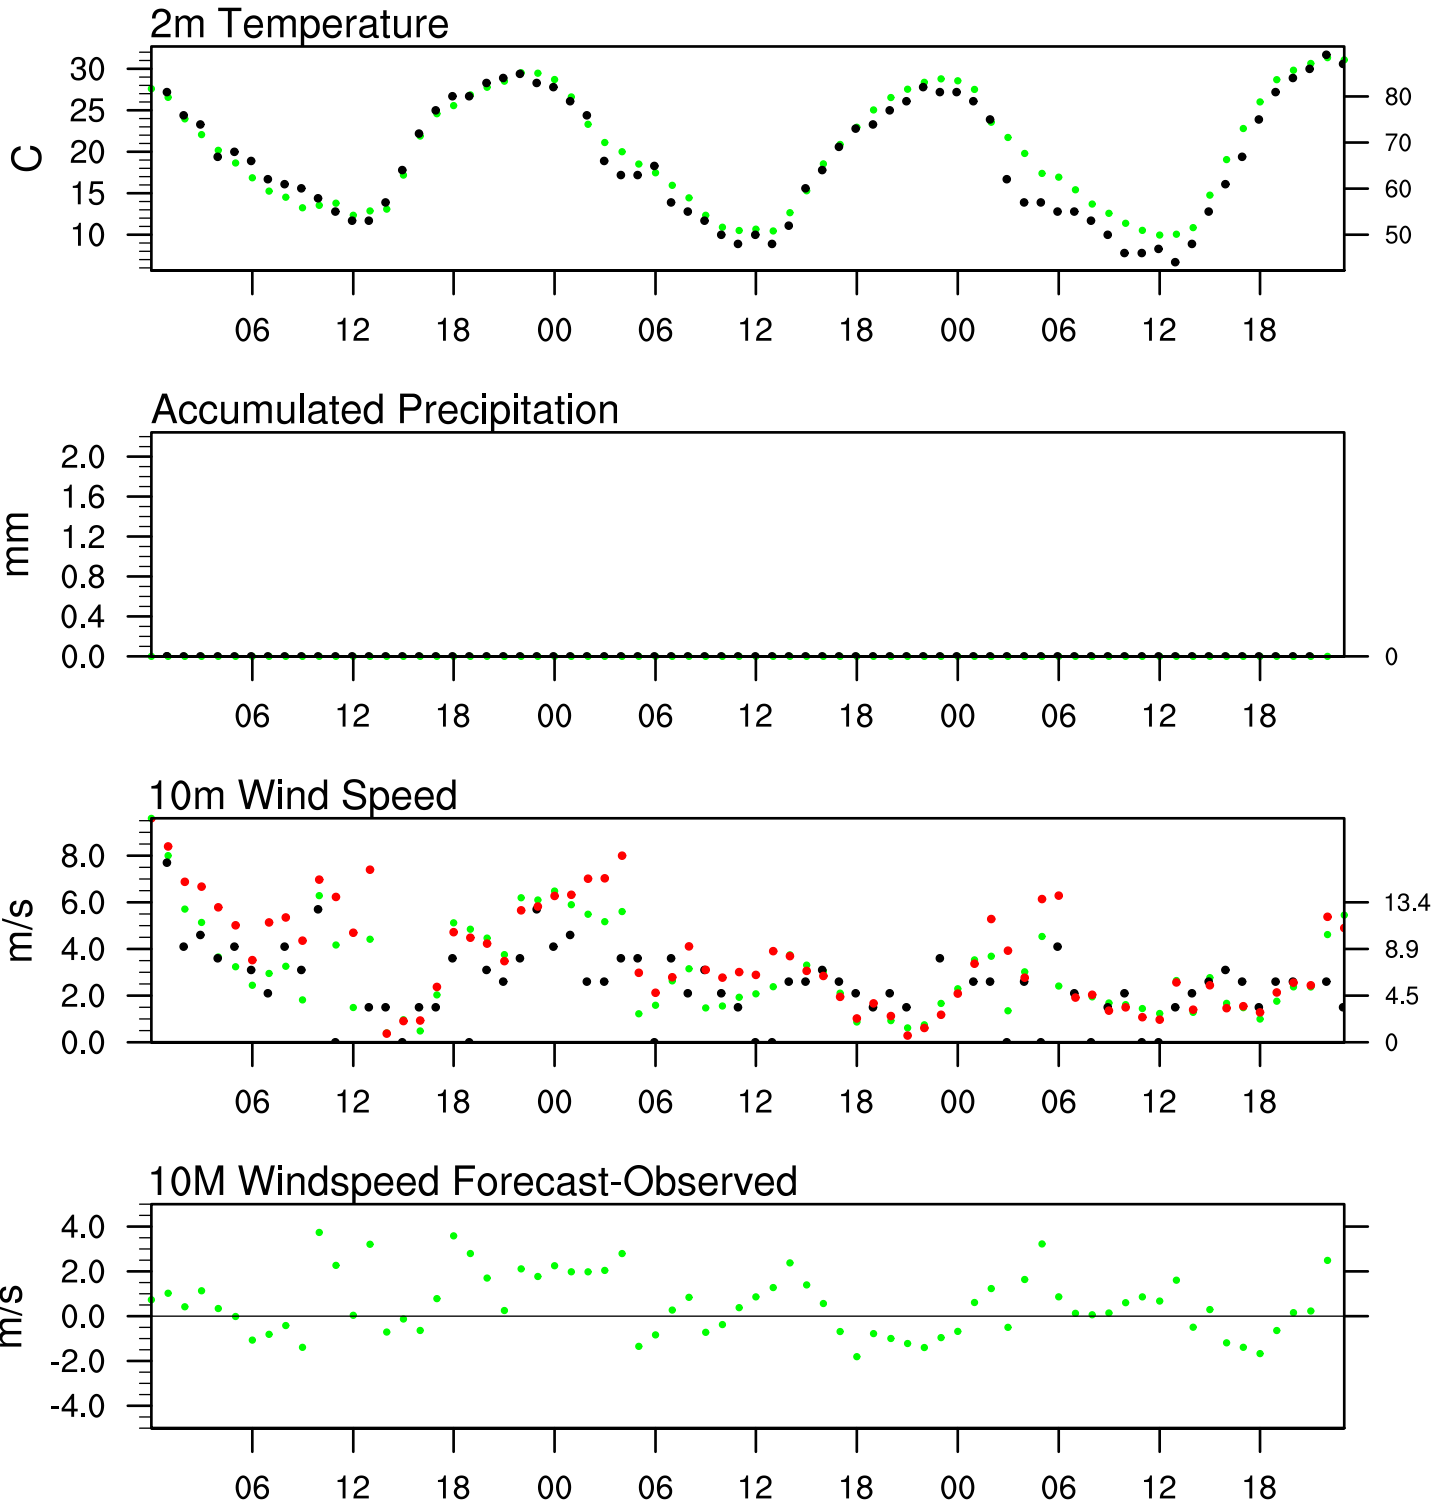 2m Temperature
30
25
20
15
10
C
80
70
60
50
06 12 18 00 06 12 18 00 06 12 18
Accumulated Precipitation
2.0
1.6
1.2
0.8
0.4
0.0
mm
0
06 12 18 00 06 12 18 00 06 12 18
10m Wind Speed
8.0
6.0
4.0
2.0
0.0
m/s
13.4
8.9
4.5
0
06 12 18 00 06 12 18 00 06 12 18
10M Windspeed Forecast-Observed
4.0
2.0
0.0
-2.0
-4.0
m/s
06 12 18 00 06 12 18 00 06 12 18